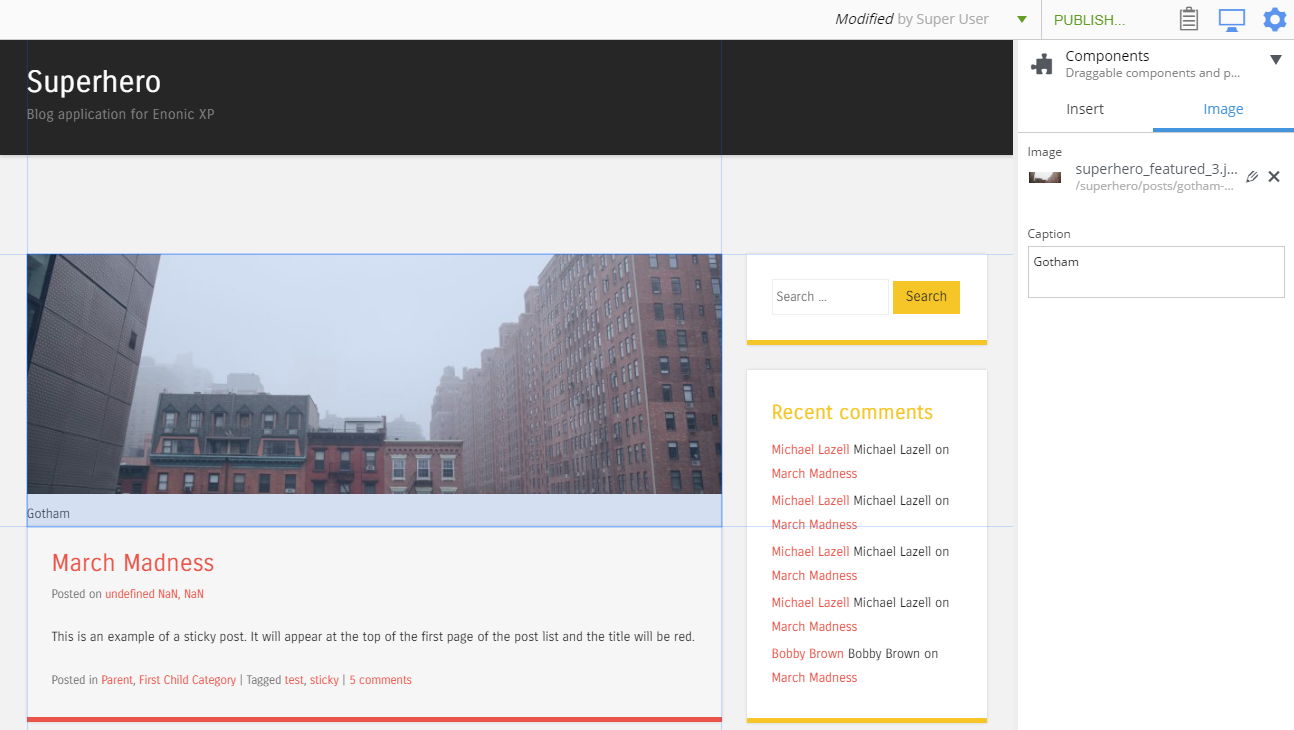 Modified by Super User
PUBLISH...
Superhero
Blog application for Enonic XP
Gotham
March Madness
Posted on undefined NaN, NaN
This is an example of a sticky post. It will appear at the top of the first page of the post list and the title will be red.
Posted in Parent, First Child Category | Tagged test, sticky | 5 comments
Search ...
Search
Recent comments
Michael Lazell Michael Lazell on
March Madness
Michael Lazell Michael Lazell on
March Madness
Michael Lazell Michael Lazell on
March Madness
Michael Lazell Michael Lazell on
March Madness
Bobby Brown Bobby Brown on
March Madness
Components
Draggable components and p...
Insert
Image
Image
superhero_featured_3.j...
/superhero/posts/gotham-...
Caption
Gotham